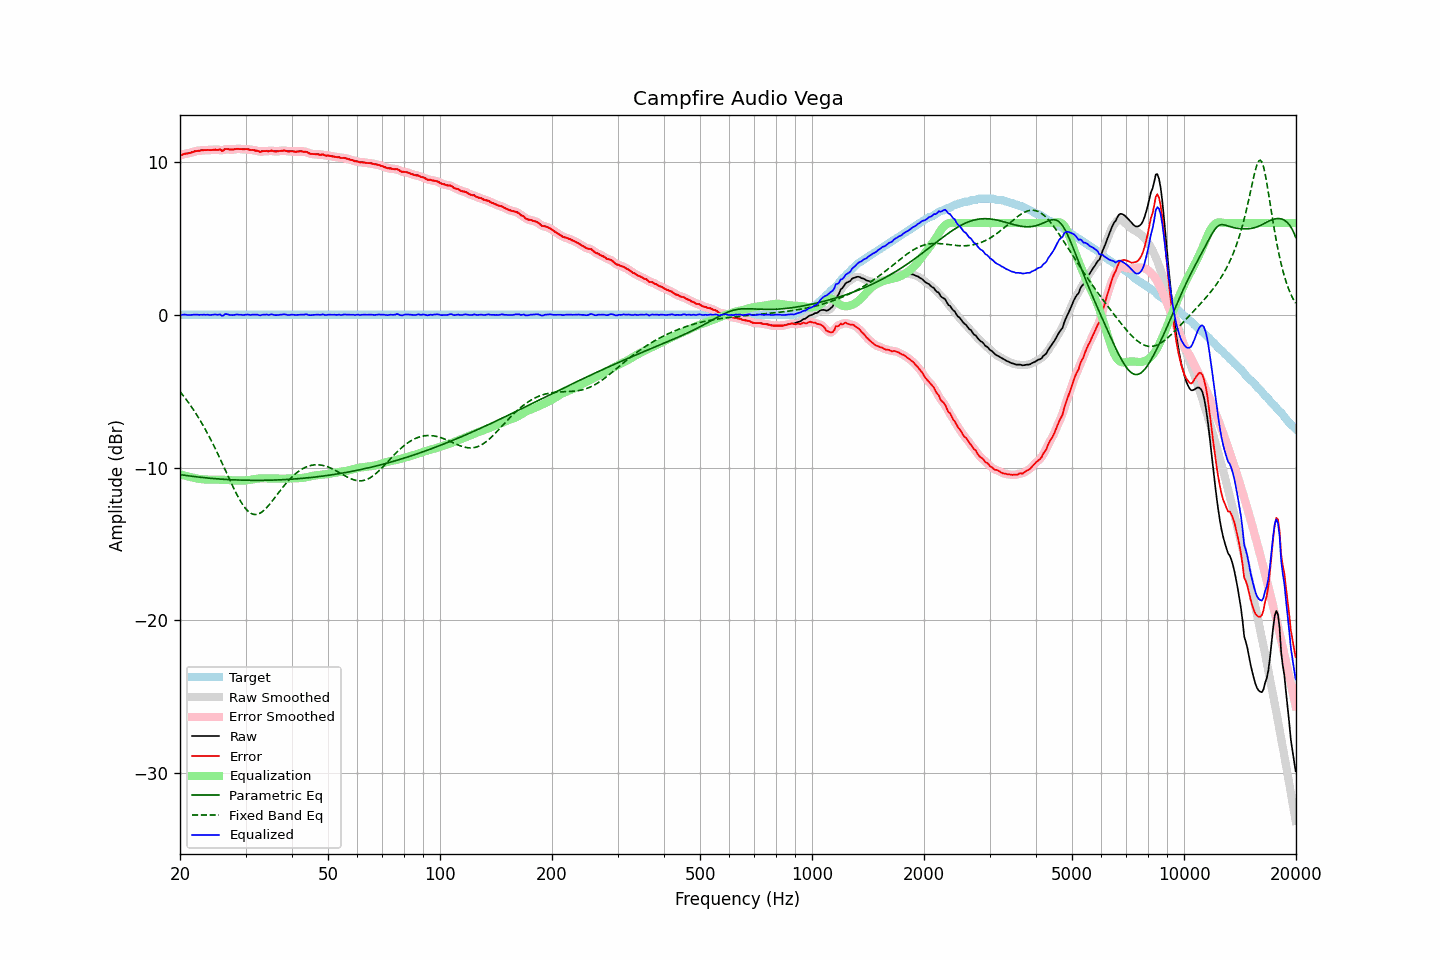 Campfire Audio Vega
Amplitude (dBr)
10
0
−10
−20
−30
Target
Raw Smoothed
Error Smoothed
Raw
Error
Equalization
Parametric Eq
Fixed Band Eq
Equalized
20 50 100 200 500 1000 2000 5000 10000 20000
Frequency (Hz)